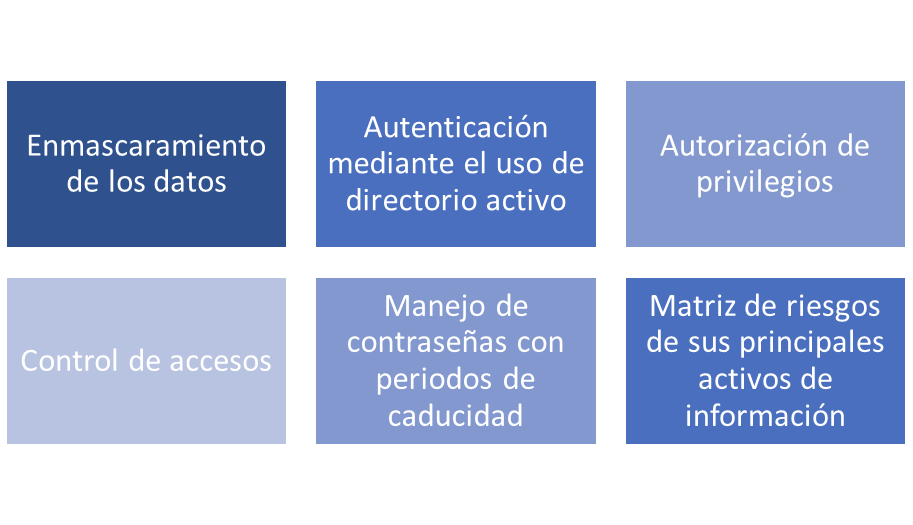 Enmascaramiento
de los datos
Autenticación
mediante el uso de
directorio activo
Autorización de
privilegios
Control de accesos
Manejo de
contraseñas con
periodos de
caducidad
Matriz de riesgos
de sus principales
activos de
información